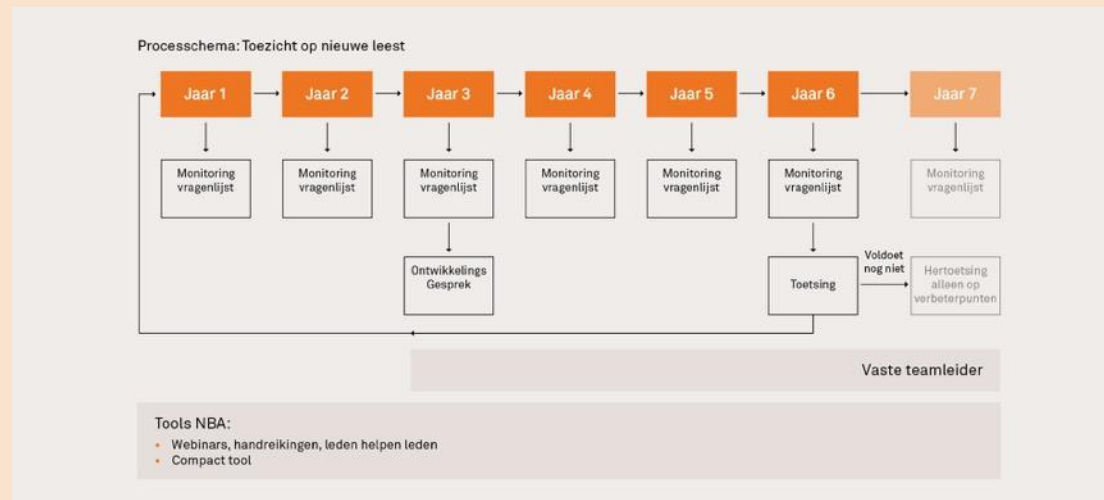 Processchema: Toezicht op nieuwe leest
Jaar 1
Jaar 2
Jaar 3
Jaar 4
Jaar 5
Jaar 6
Jaar 7
Monitoring
vragenlijst
Monitoring
vragenlijst
Monitoring
vragenlijst
Monitoring
vragenlijst
Monitoring
vragenlijst
Monitoring
vragenlijst
Monitoring
vragenlijst
Ontwikkelings
Gesprek
Toetsing
Voldoet
nog niet
Hertoetsing
alleen op
verbeterpunten
Vaste teamleider
Tools NBA:
• Webinars, handreikingen, leden helpen leden
• Compact tool